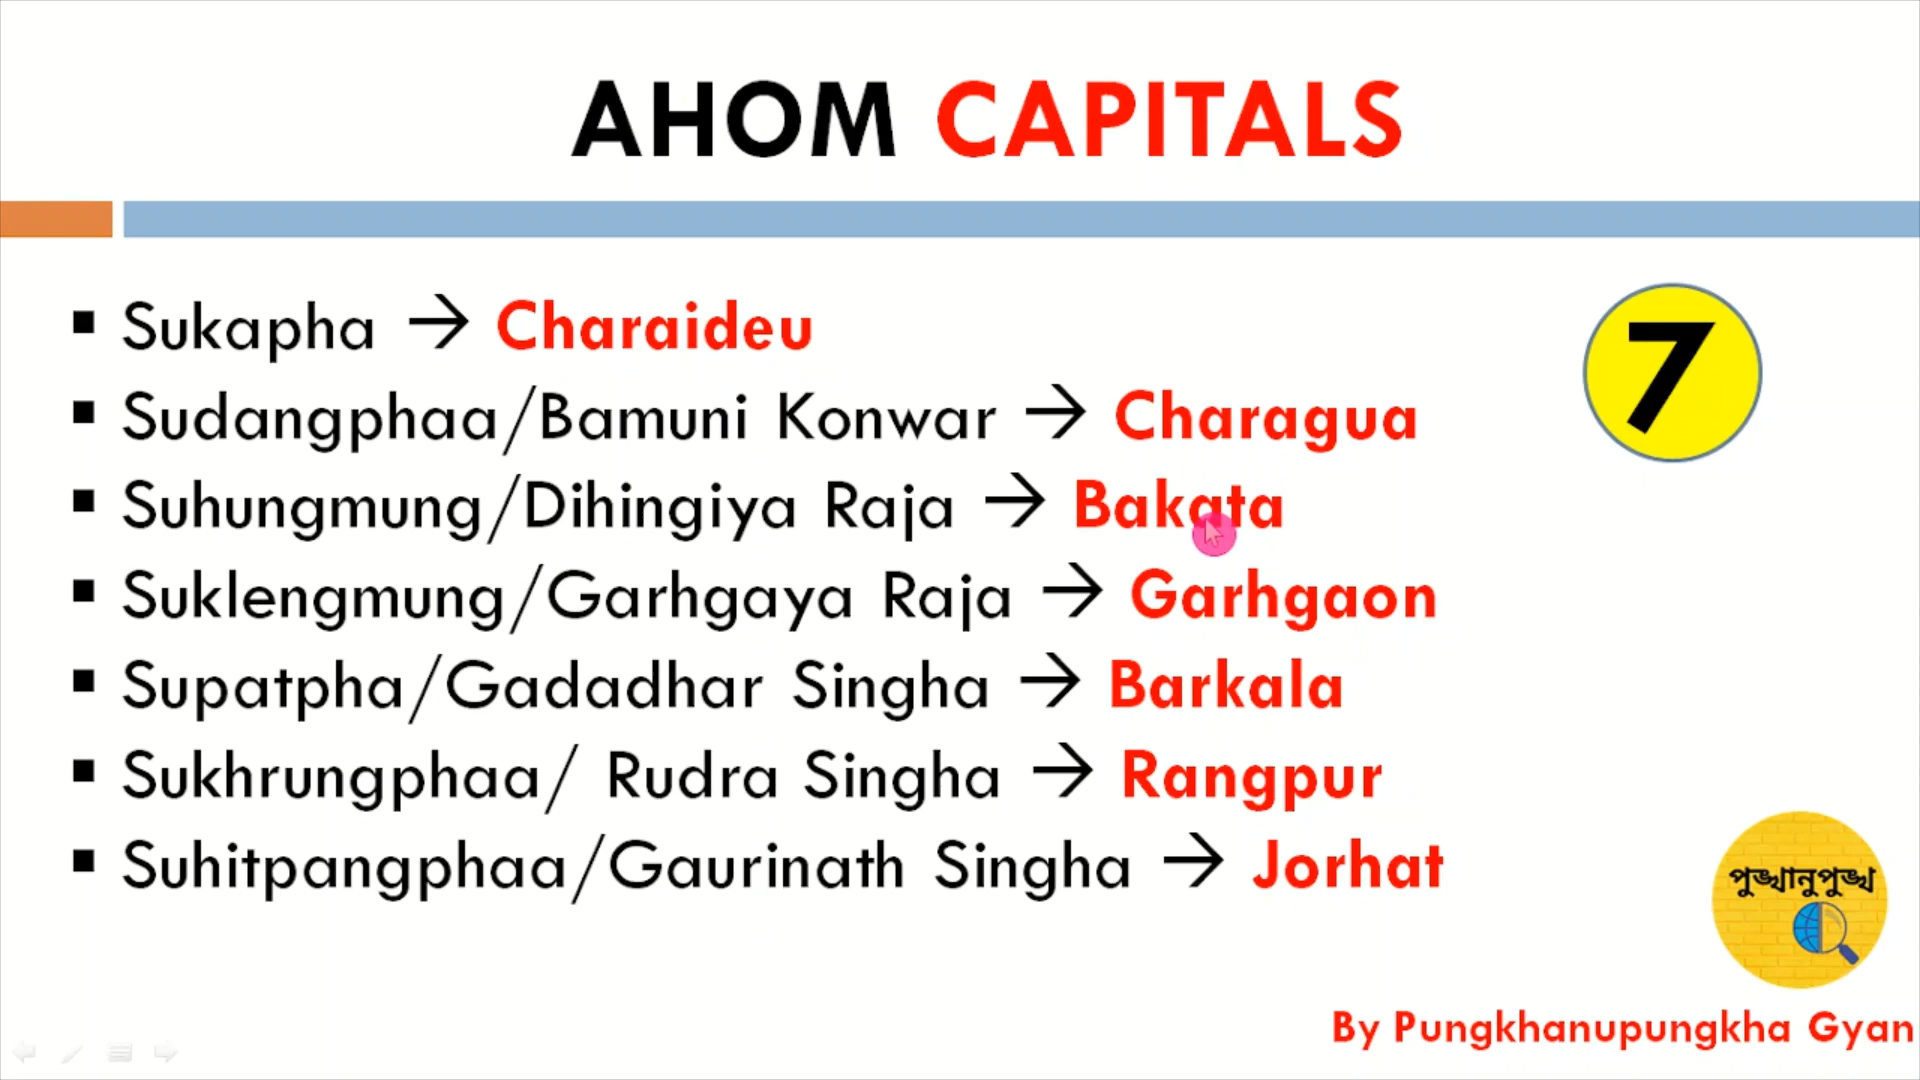 AHOM CAPITALS
▪ Sukapha → Charaideu
7
▪ Sudangphaa/Bamuni Konwar → Charagua
▪ Suhungmung/Dihingiya Raja → Bakata
▪ Suklengmung/Garhgaya Raja → Garhgaon
▪ Supatpha/Gadadhar Singha → Barkala
▪ Sukhrungphaa/ Rudra Singha → Rangpur
▪ Suhitpangphaa/Gaurinath Singha → Jorhat
পুঙ্খানুপুঙ্খ
By Pungkhanupungkha Gyan